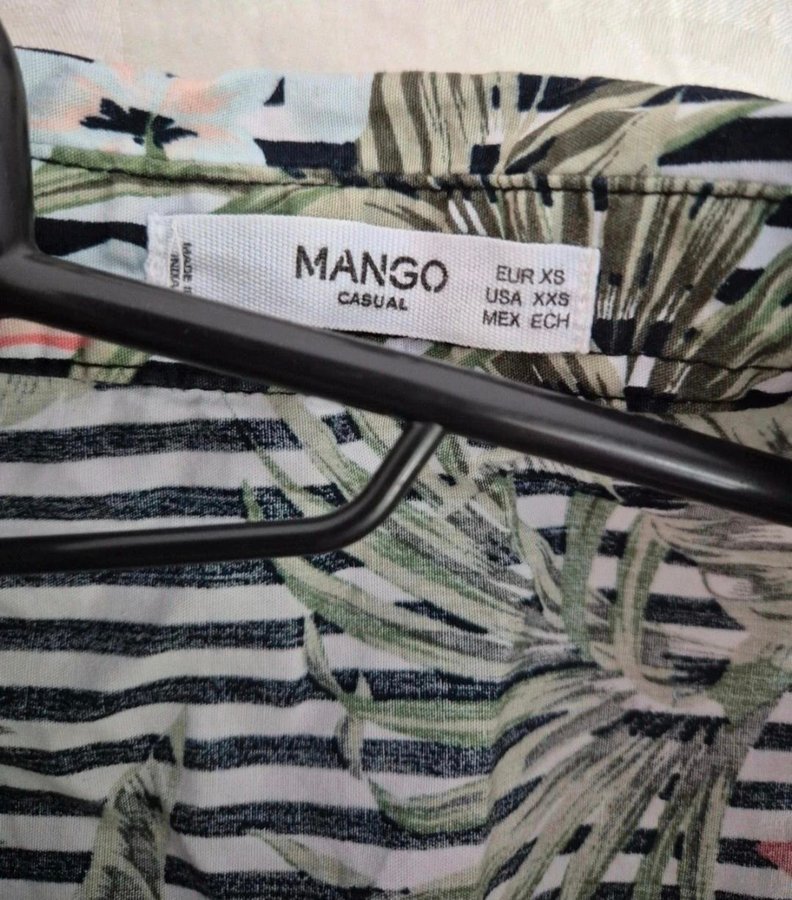 MANGO
CASUAL
EUR XS
USA XXS
MEX ECH
MADE I
INDIA